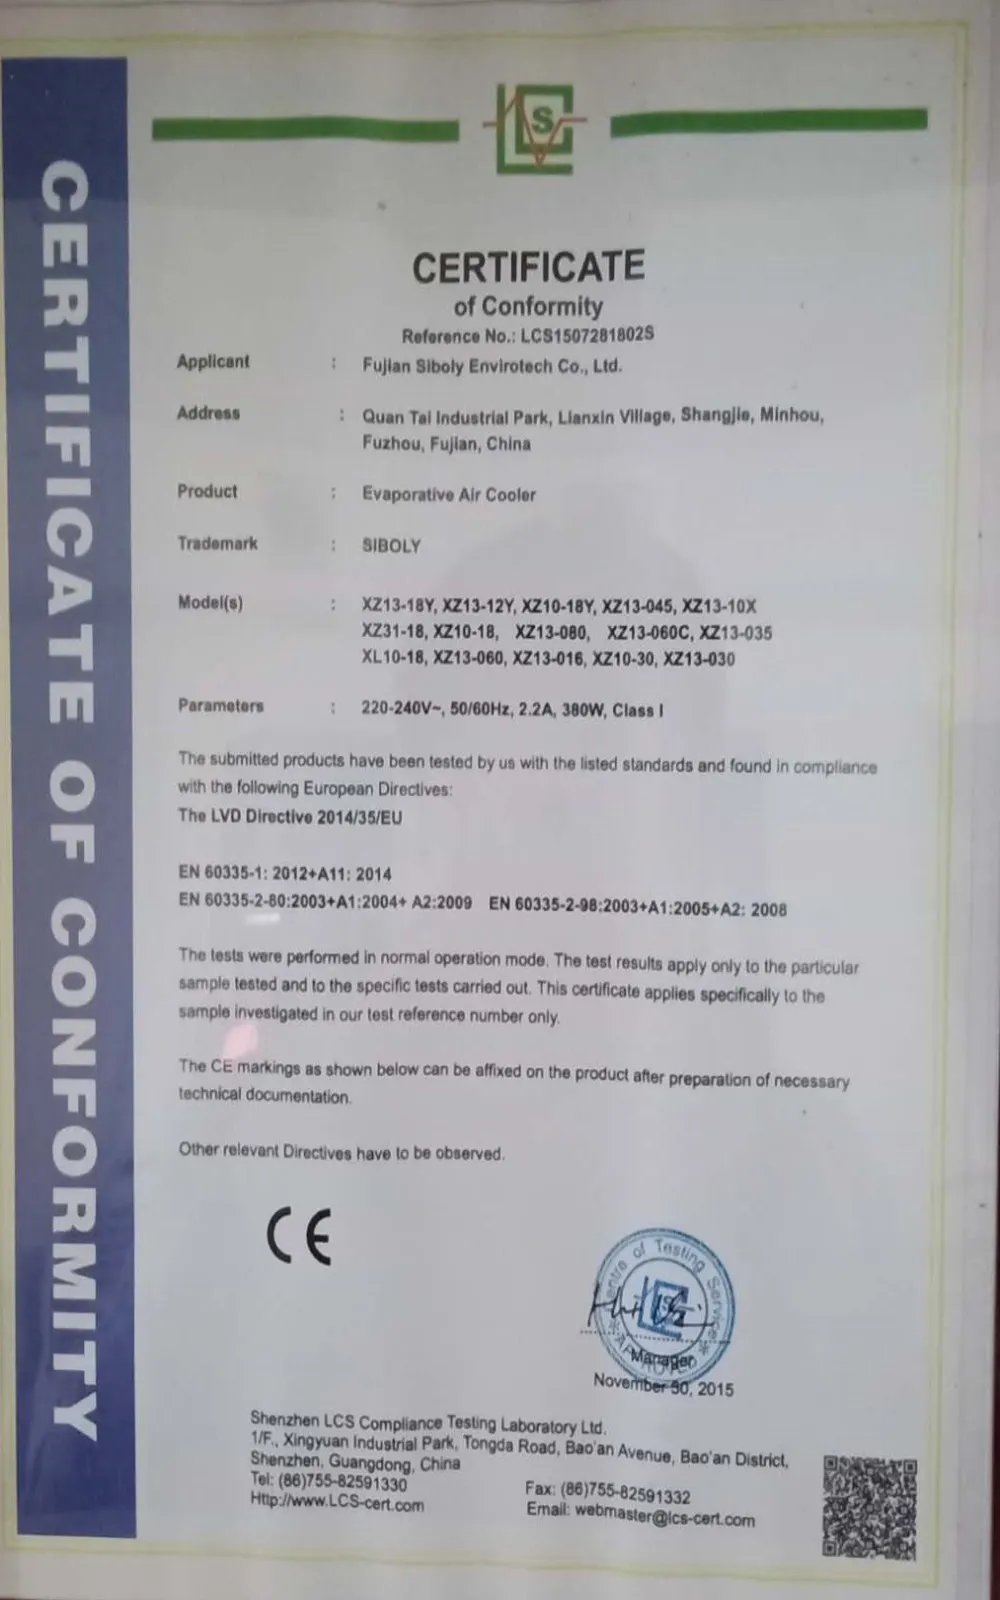 CERTIFICATE OF CONFORMITY
LCS
CERTIFICATE
of Conformity
Reference No.: LCS1507281802S
Applicant : Fujian Siboly Envirotech Co., Ltd.
Address : Quan Tai Industrial Park, Lianxin Village, Shangjie, Minhou,
Fuzhou, Fujian, China
Product : Evaporative Air Cooler
Trademark : SIBOLY
Model(s) : XZ13-18Y, XZ13-12Y, XZ10-18Y, XZ13-045, XZ13-10X
XZ31-18, XZ10-18, XZ13-080, XZ13-060C, XZ13-035
XL10-18, XZ13-060, XZ13-016, XZ10-30, XZ13-030
Parameters : 220-240V~, 50/60Hz, 2.2A, 380W, Class I
The submitted products have been tested by us with the listed standards and found in compliance
with the following European Directives:
The LVD Directive 2014/35/EU
EN 60335-1: 2012+A11: 2014
EN 60335-2-80:2003+A1:2004+ A2:2009 EN 60335-2-98:2003+A1:2005+A2: 2008
The tests were performed in normal operation mode. The test results apply only to the particular
sample tested and to the specific tests carried out. This certificate applies specifically to the
sample investigated in our test reference number only.
The CE markings as shown below can be affixed on the product after preparation of necessary
technical documentation.
Other relevant Directives have to be observed.
CE
Centre of Testing Service
APPROVED
Manager
November 30, 2015
Shenzhen LCS Compliance Testing Laboratory Ltd.
1/F., Xingyuan Industrial Park, Tongda Road, Bao'an Avenue, Bao'an District,
Shenzhen, Guangdong, China
Tel: (86)755-82591330 Fax: (86)755-82591332
Http://www.LCS-cert.com Email: webmaster@lcs-cert.com